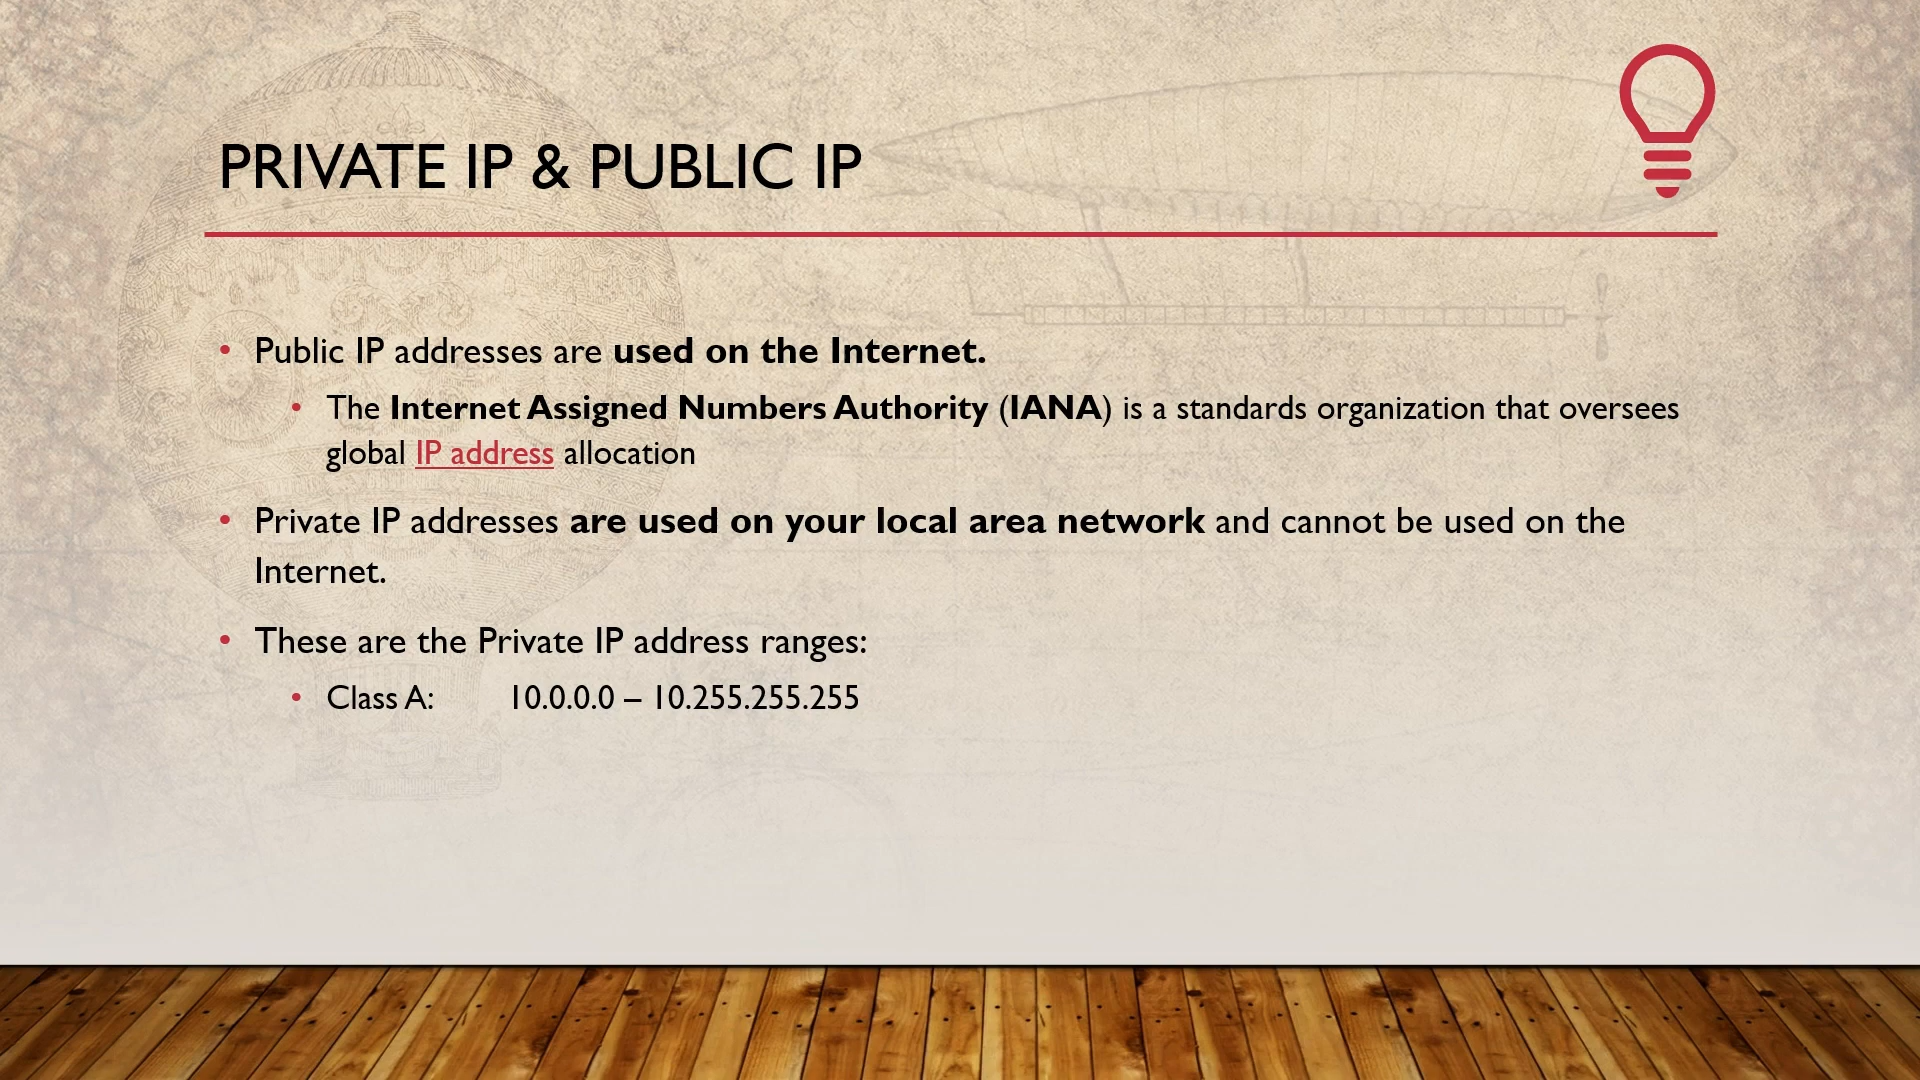 PRIVATE IP & PUBLIC IP
• Public IP addresses are used on the Internet.
• The Internet Assigned Numbers Authority (IANA) is a standards organization that oversees
global IP address allocation
• Private IP addresses are used on your local area network and cannot be used on the
Internet.
• These are the Private IP address ranges:
• Class A: 10.0.0.0 – 10.255.255.255